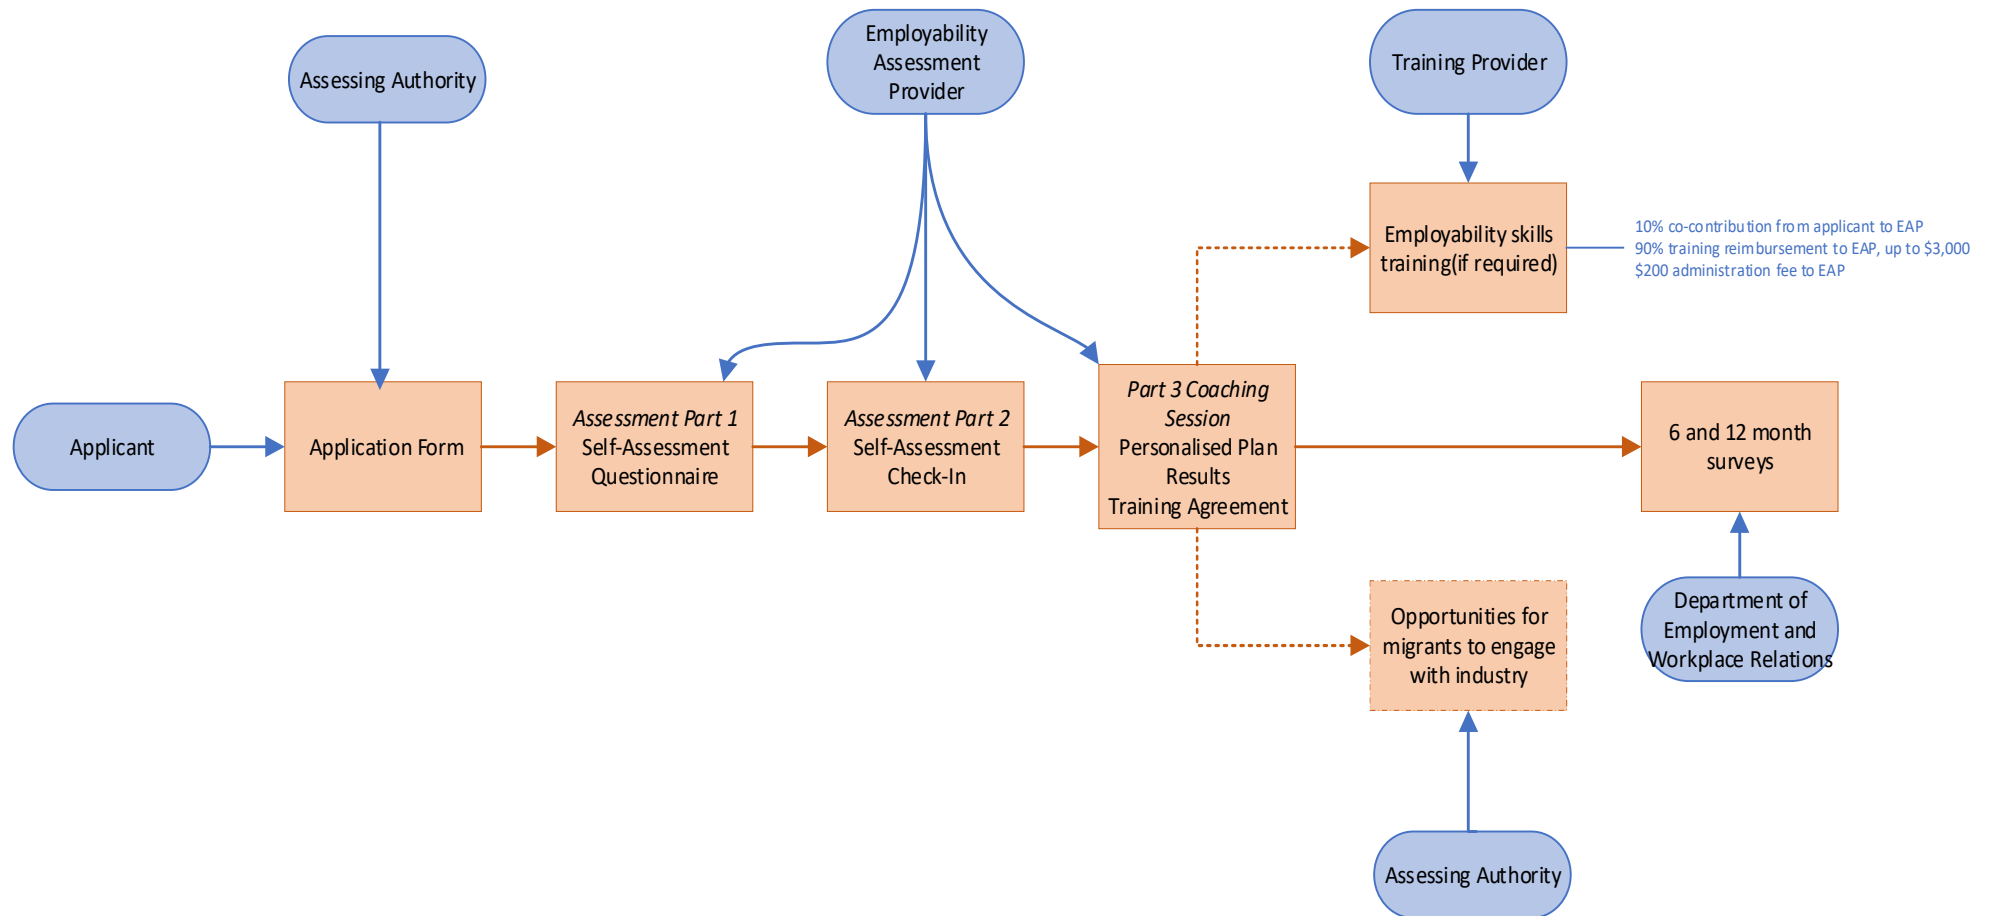 Assessing Authority
Employability
Assessment
Provider
Training Provider
Employability skills
training(if required)
10% co-contribution from applicant to EAP
90% training reimbursement to EAP, up to $3,000
$200 administration fee to EAP
Applicant
Application Form
Assessment Part 1
Self-Assessment
Questionnaire
Assessment Part 2
Self-Assessment
Check-In
Part 3 Coaching
Session
Personalised Plan
Results
Training Agreement
6 and 12 month
surveys
Opportunities for
migrants to engage
with industry
Department of
Employment and
Workplace Relations
Assessing Authority